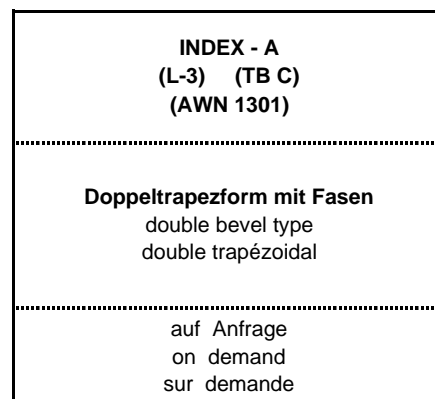 INDEX - A
(L-3) (TB C)
(AWN 1301)
Doppeltrapezform mit Fasen
double bevel type
double trapézoidal
auf Anfrage
on demand
sur demande